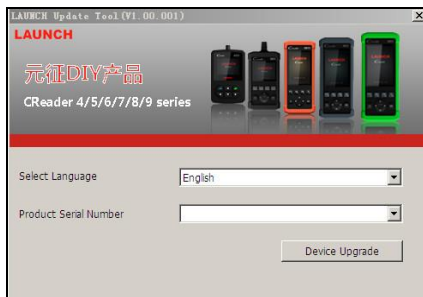 LAUNCH Update Tool(V1.00.001)
LAUNCH
元征DIY产品
CReader 4/5/6/7/8/9 series
Select Language
English
Product Serial Number
Device Upgrade